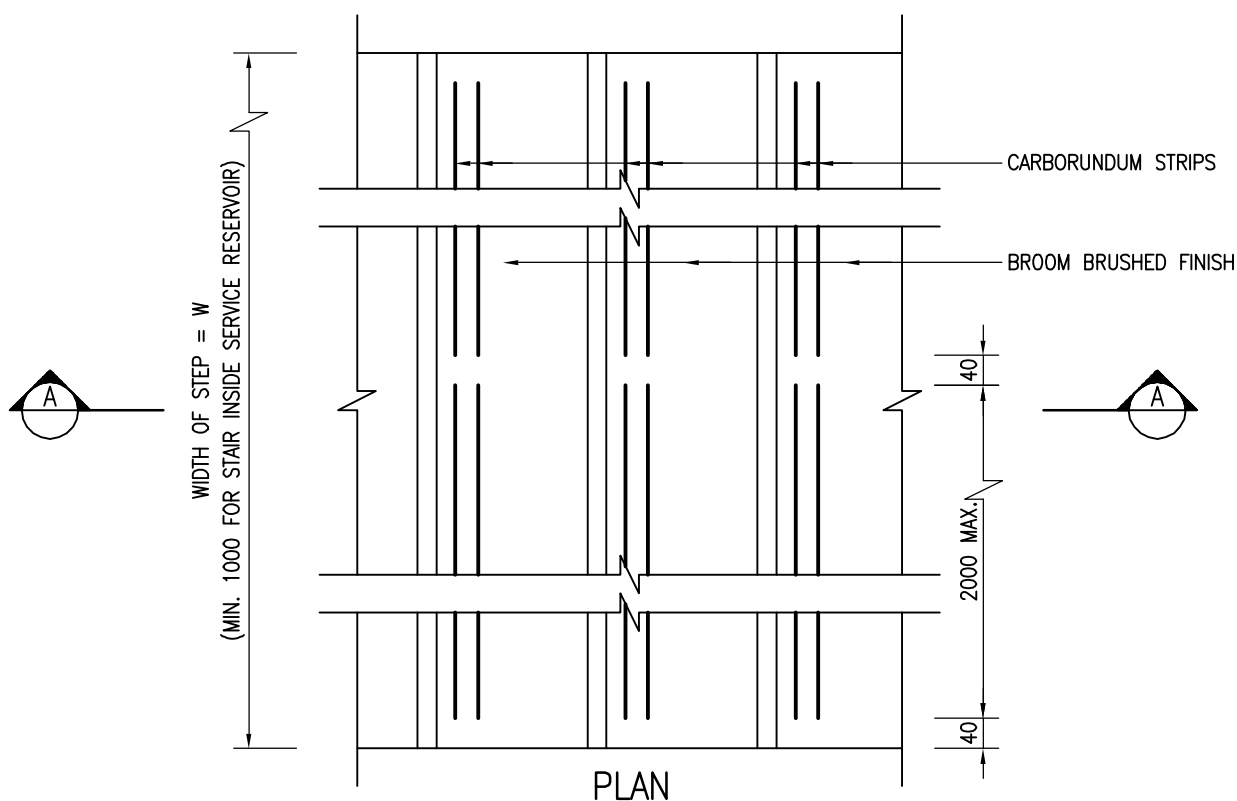 CARBORUNDUM STRIPS
BROOM BRUSHED FINISH
WIDTH OF STEP = W
(MIN. 1000 FOR STAIR INSIDE SERVICE RESERVOIR)
A
A
40
2000 MAX.
40
PLAN